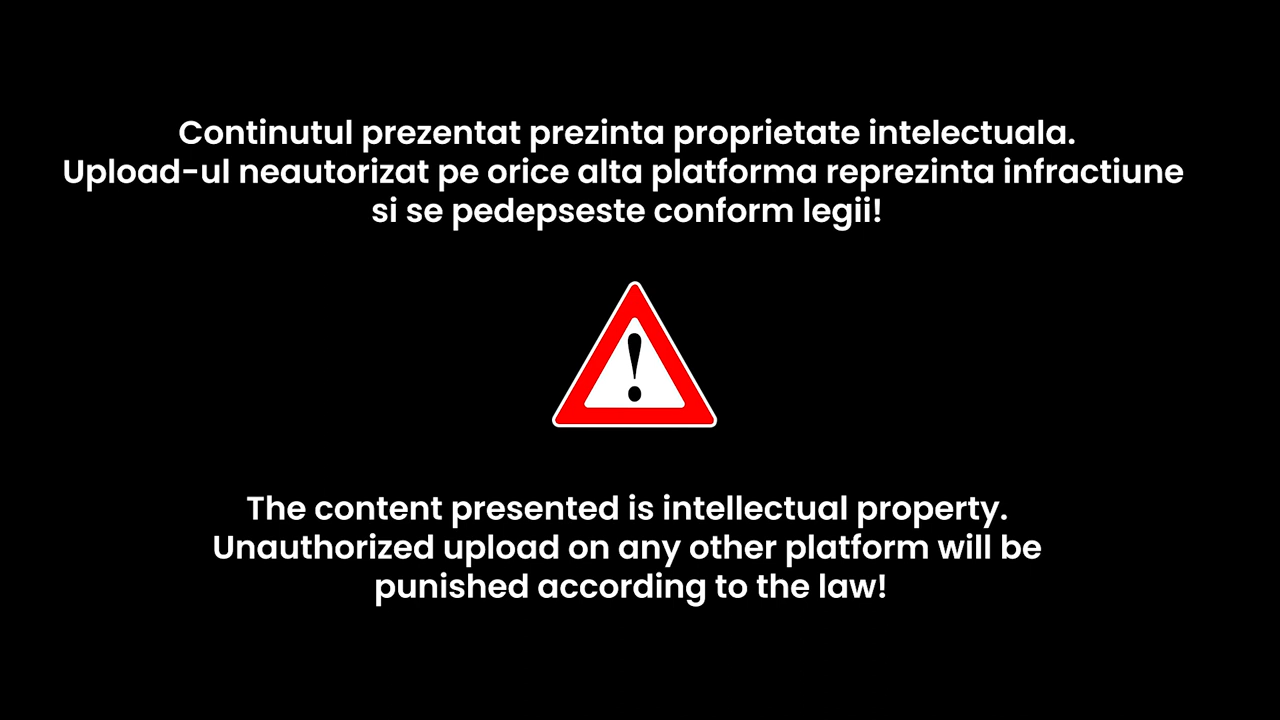 Continutul prezentat prezinta proprietate intelectuala.
Upload-ul neautorizat pe orice alta platforma reprezinta infractiune
si se pedepseste conform legii!
The content presented is intellectual property.
Unauthorized upload on any other platform will be
punished according to the law!